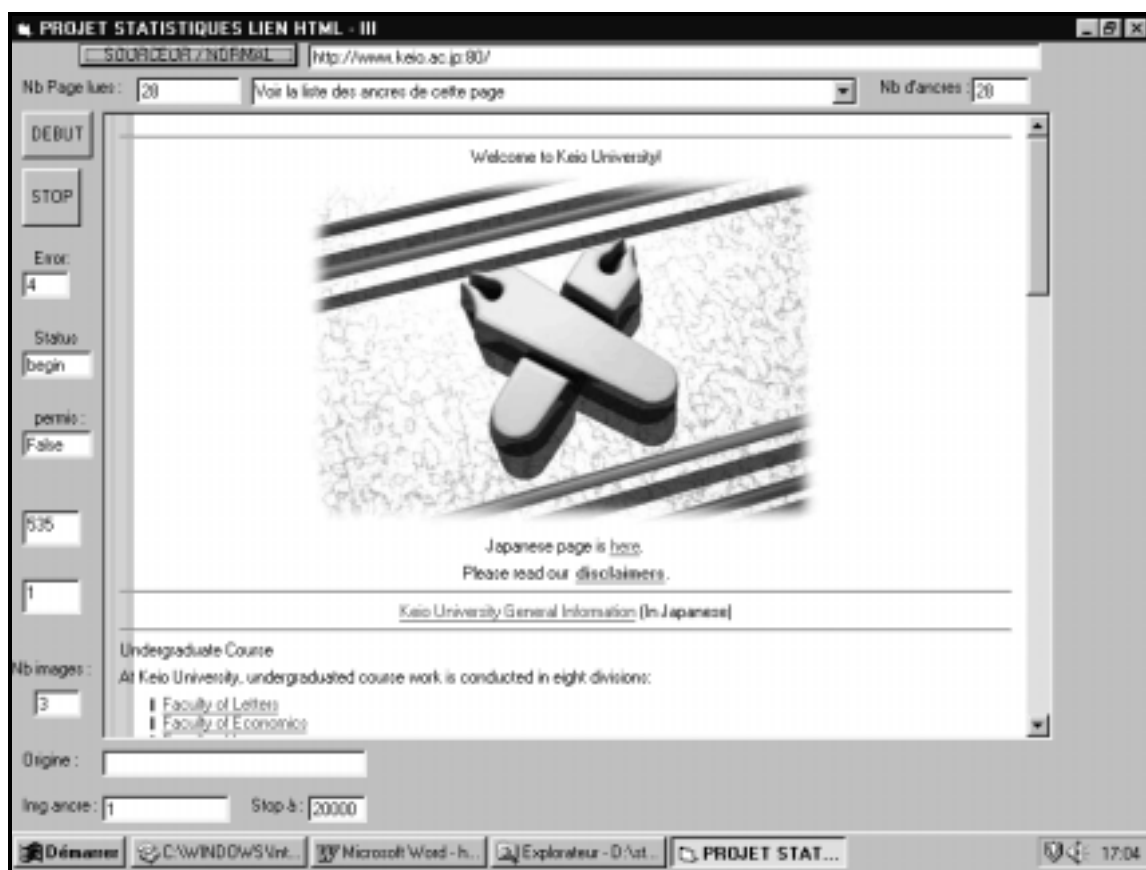 PROJET STATISTIQUES LIEN HTML - III
SOURCEUR / NORMAL http://www.keio.ac.jp:80/
Nb Page lues : 28 Voir la liste des ancres de cette page Nb d'ancres : 28
DEBUT
STOP
Welcome to Keio University!
Error:
4
Status
begin
permis :
False
535
1
Japanese page is here.
Please read our disclaimers.
Keio University General Information (In Japanese)
Undergraduate Course
At Keio University, undergraduated course work is conducted in eight divisions:
Faculty of Letters
Faculty of Economics
Nb images :
3
Origine :
Img ancre : 1 Stop à : 20000
Démarrer C:\WINDOWS\Int... Microsoft Word - h... Explorateur - D:\st... PROJET STAT... 17:04